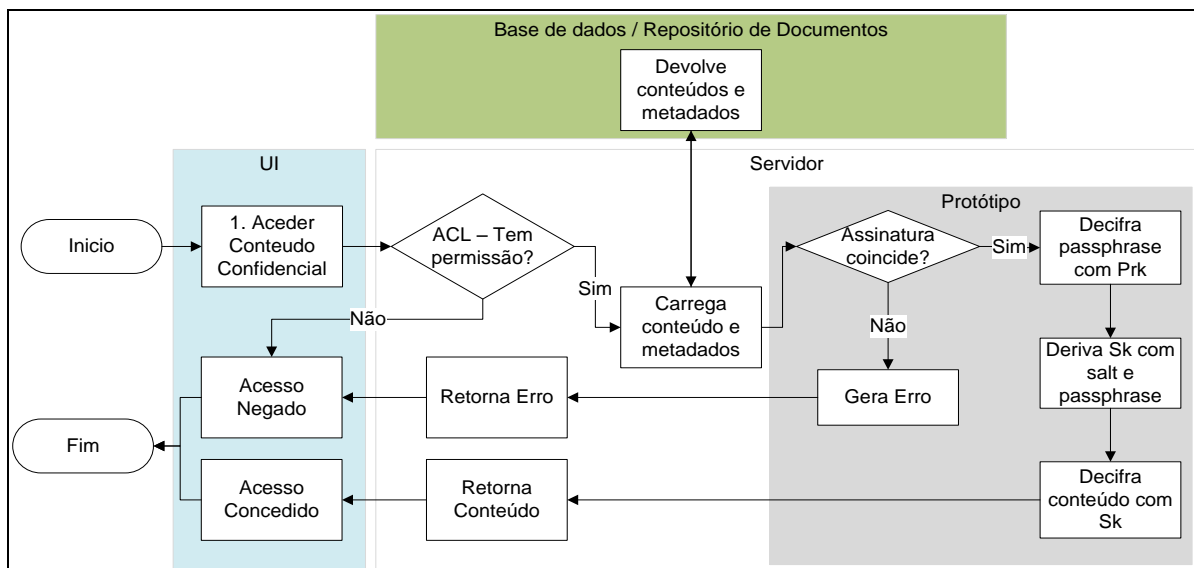 Base de dados / Repositório de Documentos
Devolve
conteúdos e
metadados
UI
Servidor
Protótipo
Inicio
1. Aceder
Conteudo
Confidencial
ACL – Tem
permissão?
Sim
Não
Carrega
conteúdo e
metadados
Assinatura
coincide?
Sim
Não
Decifra
passphrase
com Prk
Deriva Sk com
salt e
passphrase
Decifra
conteúdo com
Sk
Gera Erro
Retorna Erro
Acesso
Negado
Retorna
Conteúdo
Acesso
Concedido
Fim